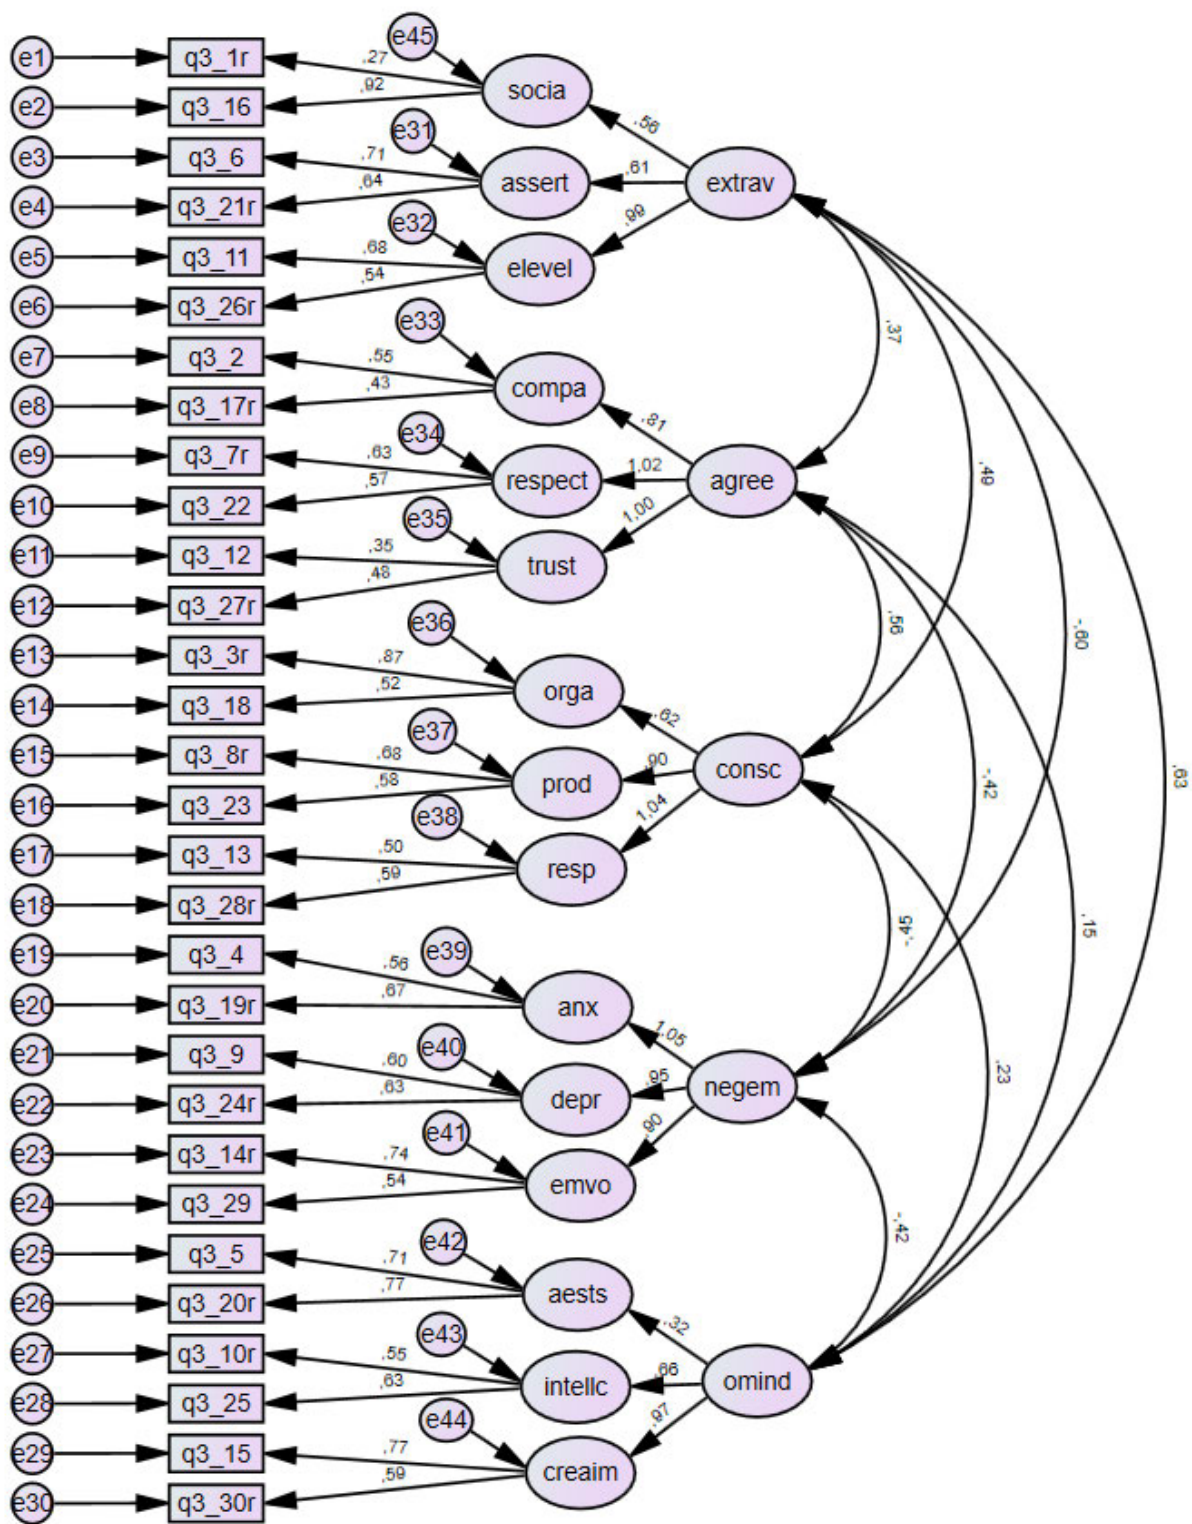 e45
e1 q3_1r ,27 socia
e2 q3_16 ,92 ,56
e31
e3 q3_6 ,71 assert ,61 extrav
e4 q3_21r ,64
e32 ,99
e5 q3_11 ,68 elevel
e6 q3_26r ,54
e33 ,37
e7 q3_2 ,55 compa
e8 q3_17r ,43 ,81
e34
e9 q3_7r ,63 respect 1,02 agree ,49
e10 q3_22 ,57
e35 1,00
e11 q3_12 ,35 trust
e12 q3_27r ,48
e36 ,56 -,60
e13 q3_3r ,87 orga
e14 q3_18 ,52 ,62
e37
e15 q3_8r ,68 prod ,90 consc -,42 ,63
e16 q3_23 ,58
e38 1,04
e17 q3_13 ,50 resp
e18 q3_28r ,59
-,45 ,15
e19 q3_4 ,56 e39
e20 q3_19r ,67 anx
1,05
e21 q3_9 ,60 e40 ,23
e22 q3_24r ,63 depr ,95 negem
e41 ,90
e23 q3_14r ,74 emvo
e24 q3_29 ,54
-,42
e25 q3_5 ,71 e42
e26 q3_20r ,77 aests
,32
e27 q3_10r ,55 e43
e28 q3_25 ,63 intellc ,66 omind
e44 ,97
e29 q3_15 ,77 creaim
e30 q3_30r ,59